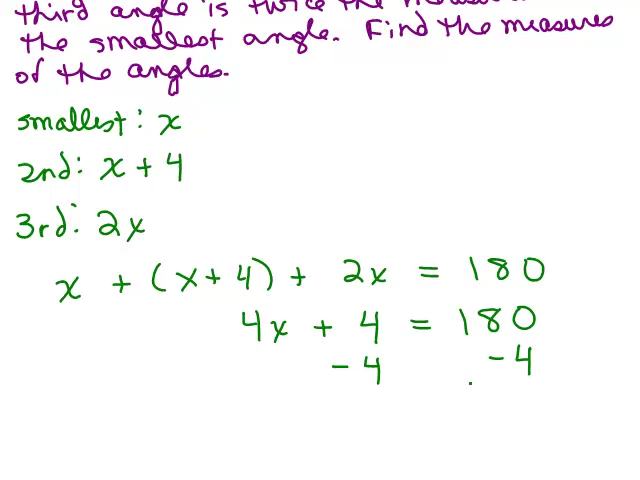 third angle is twice the
the smallest angle. Find the measures
of the angles.
smallest: x
2nd: x + 4
3rd: 2x
x + (x + 4) + 2x = 180
4x + 4 = 180
- 4 - 4